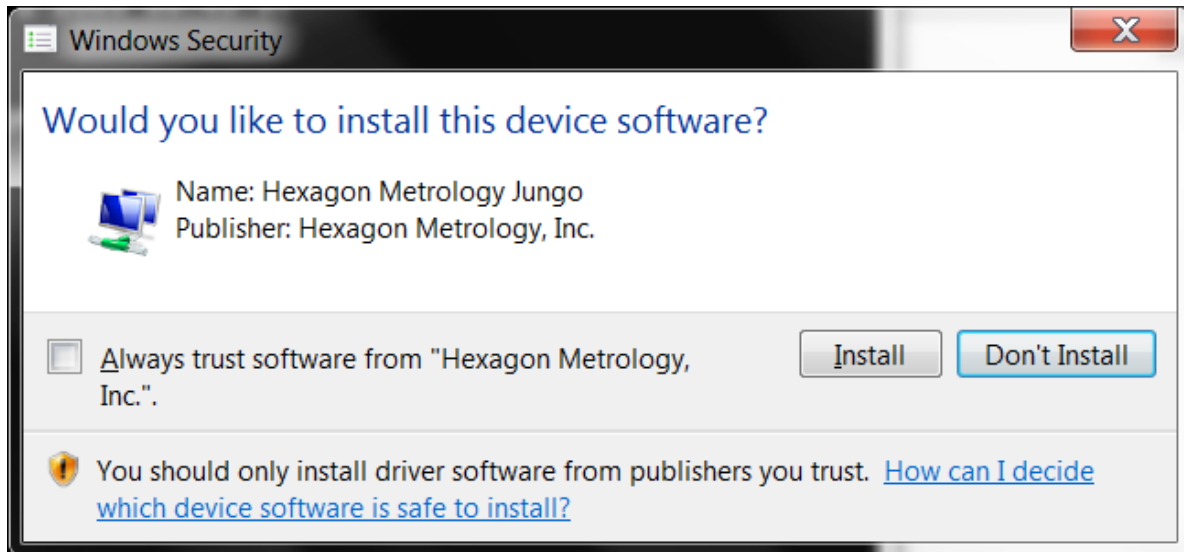 Windows Security
Would you like to install this device software?
Name: Hexagon Metrology Jungo
Publisher: Hexagon Metrology, Inc.
Always trust software from "Hexagon Metrology,
Inc.".
Install
Don't Install
You should only install driver software from publishers you trust. How can I decide
which device software is safe to install?